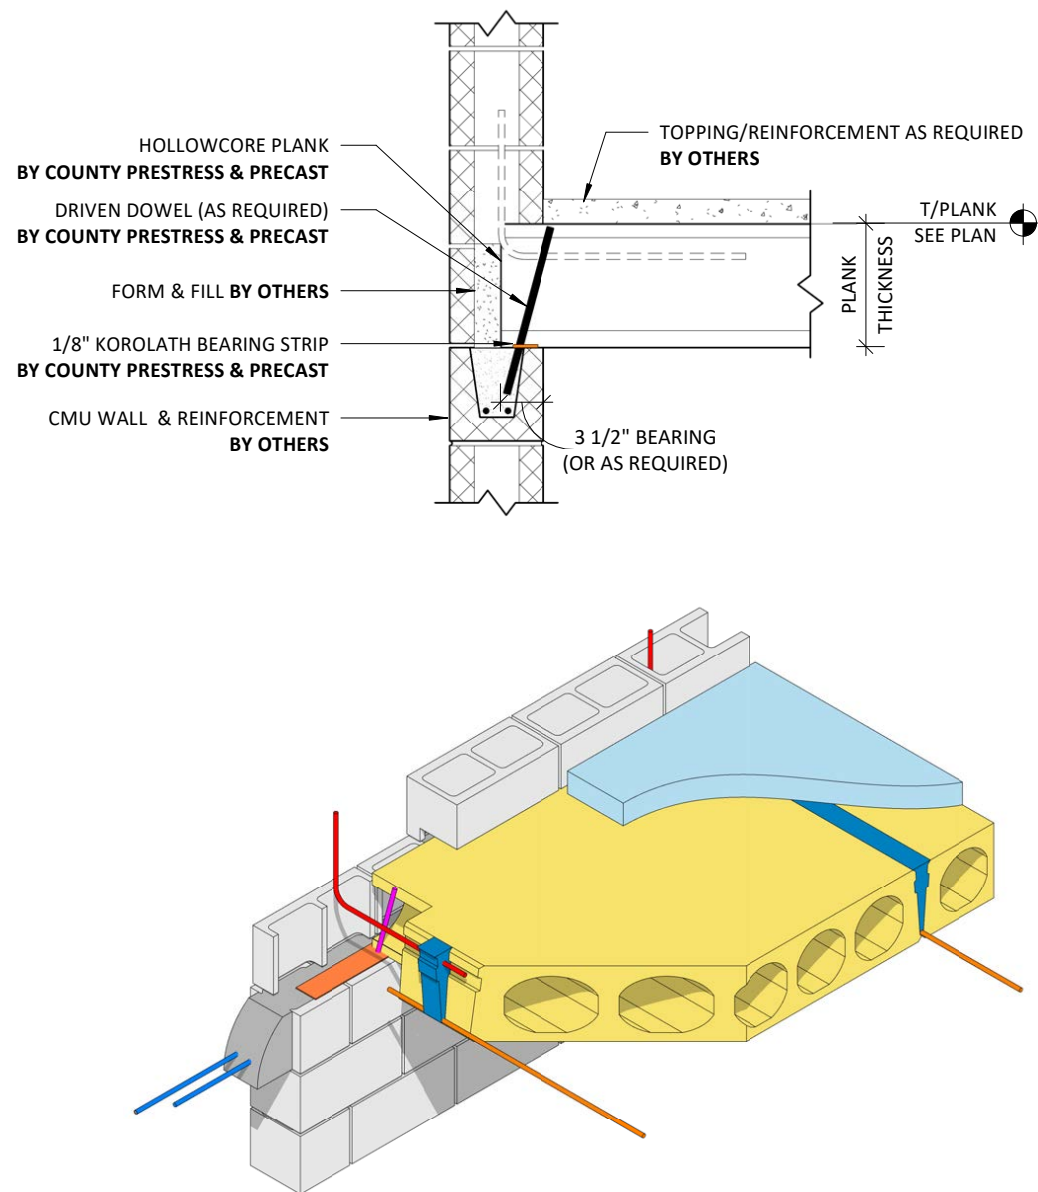 HOLLOWCORE PLANK
BY COUNTY PRESTRESS & PRECAST
DRIVEN DOWEL (AS REQUIRED)
BY COUNTY PRESTRESS & PRECAST
FORM & FILL BY OTHERS
1/8" KOROLATH BEARING STRIP
BY COUNTY PRESTRESS & PRECAST
CMU WALL & REINFORCEMENT
BY OTHERS
TOPPING/REINFORCEMENT AS REQUIRED
BY OTHERS
T/PLANK
SEE PLAN
PLANK
THICKNESS
3 1/2" BEARING
(OR AS REQUIRED)